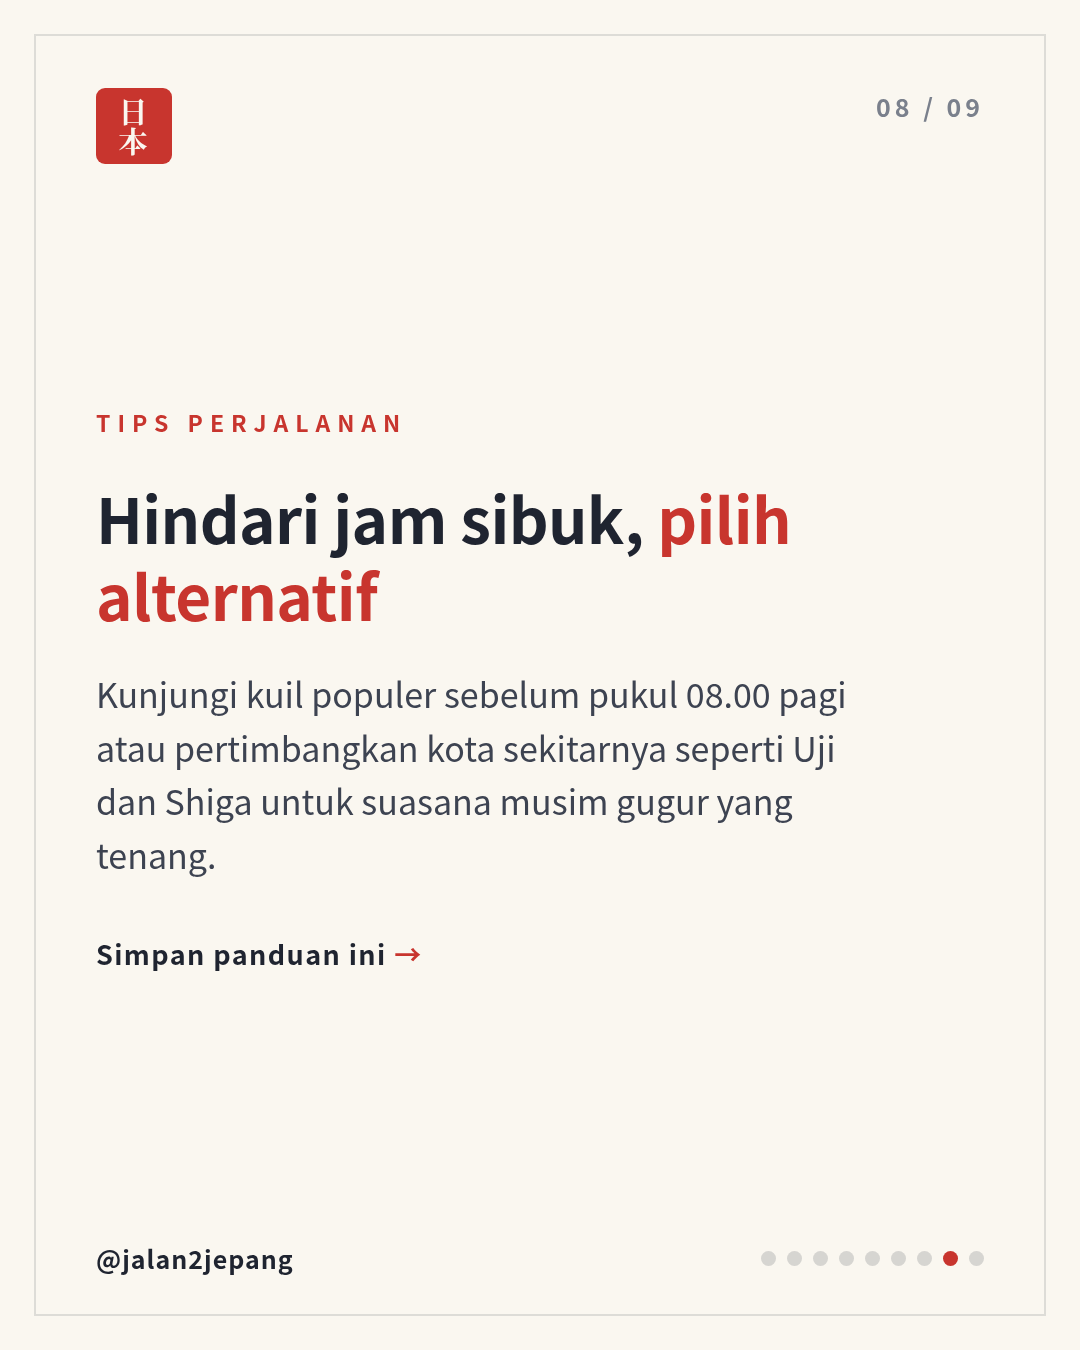 日
本
08 / 09
TIPS PERJALANAN
Hindari jam sibuk, pilih
alternatif
Kunjungi kuil populer sebelum pukul 08.00 pagi
atau pertimbangkan kota sekitarnya seperti Uji
dan Shiga untuk suasana musim gugur yang
tenang.
Simpan panduan ini →
@jalan2jepang